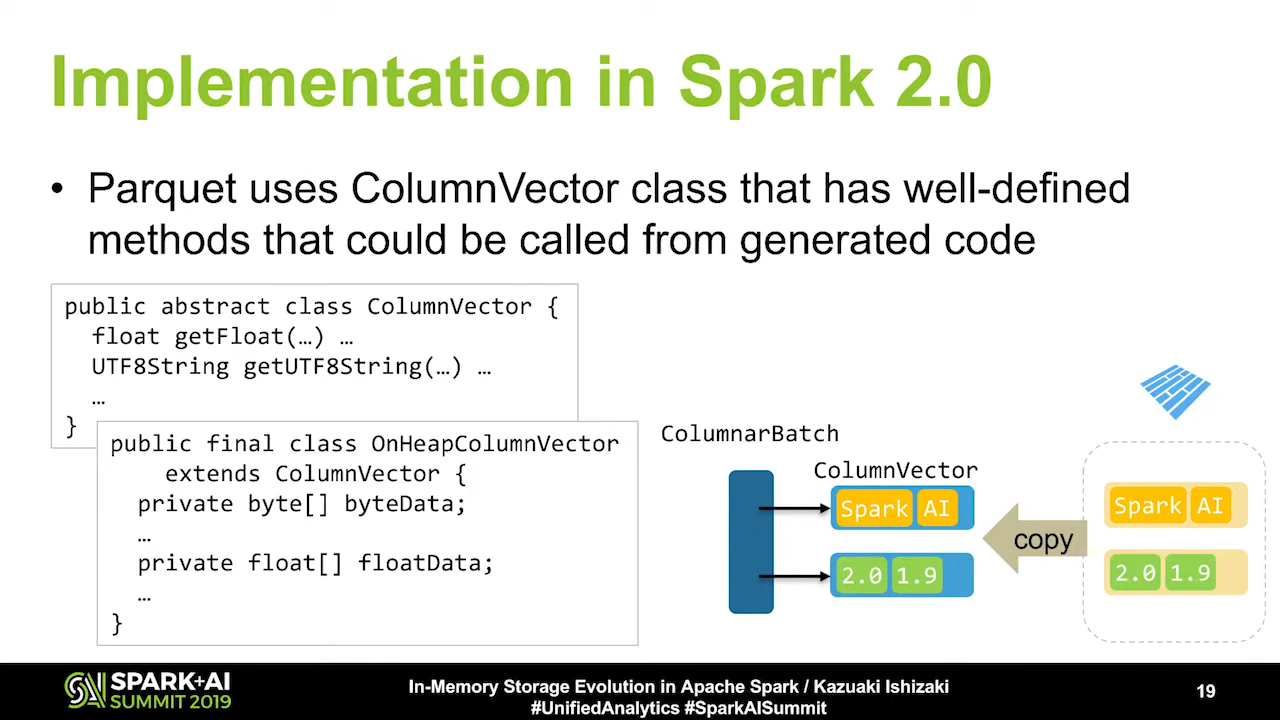 Implementation in Spark 2.0
• Parquet uses ColumnVector class that has well-defined
methods that could be called from generated code
public abstract class ColumnVector {
float getFloat(…) …
UTF8String getUTF8String(…) …
…
}
public final class OnHeapColumnVector
extends ColumnVector {
private byte[] byteData;
…
private float[] floatData;
…
}
ColumnarBatch
ColumnVector
Spark AI
2.0 1.9
copy
Spark AI
2.0 1.9
SPARK+AI
SUMMIT 2019
In-Memory Storage Evolution in Apache Spark / Kazuaki Ishizaki
#UnifiedAnalytics #SparkAISummit
19